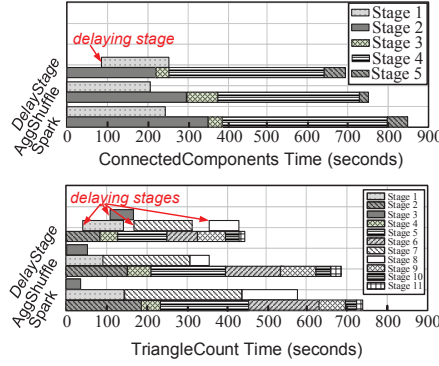 Stage 1
Stage 2
Stage 3
Stage 4
Stage 5
delaying stage
DelayStage
AggShuffle
Spark
0 100 200 300 400 500 600 700 800 900
ConnectedComponents Time (seconds)
Stage 1
Stage 2
Stage 3
Stage 4
Stage 5
Stage 6
Stage 7
Stage 8
Stage 9
Stage 10
Stage 11
delaying stages
DelayStage
AggShuffle
Spark
0 100 200 300 400 500 600 700 800 900
TriangleCount Time (seconds)